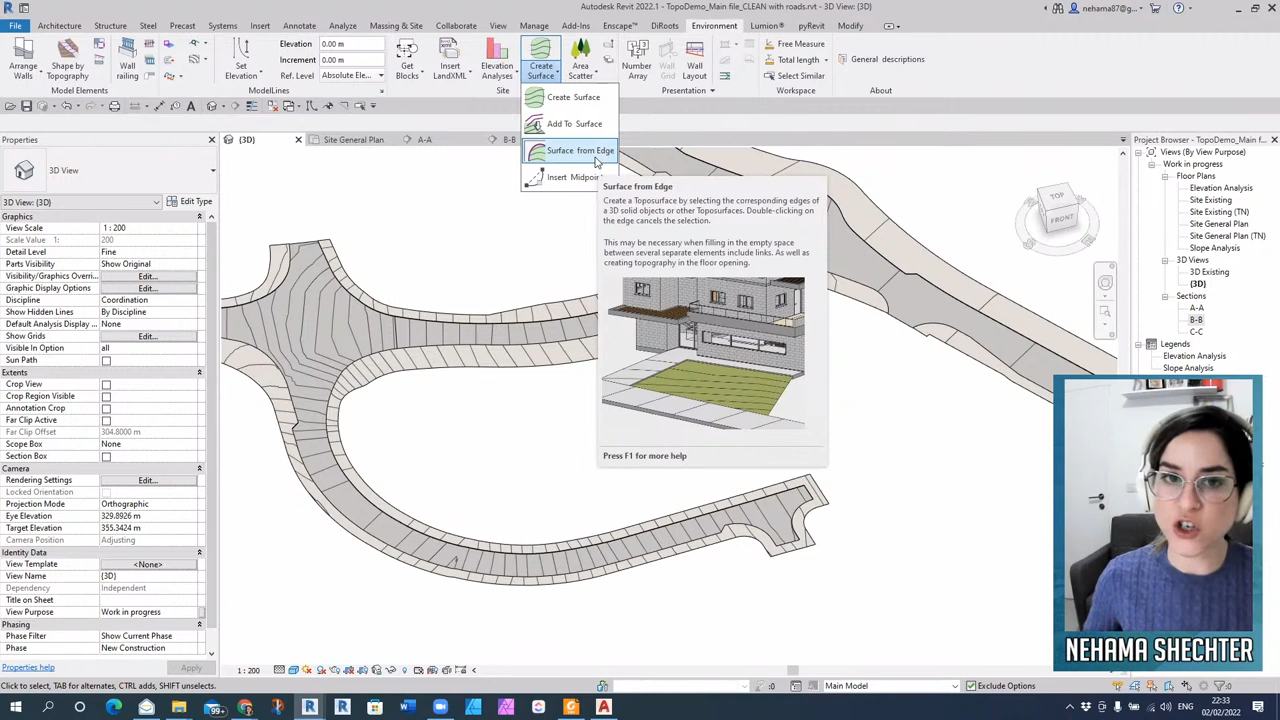 Autodesk Revit 2022.1 - TopoDemo_Main file_CLEAN with roads.rvt - 3D View: {3D}
nehama87@gr...
File Architecture Structure Steel Precast Systems Insert Annotate Analyze Massing & Site Collaborate View Manage Add-Ins Enscape™ DiRoots Environment Lumion® pyRevit Modify
Arrange Walls
Shape by Topography
Wall railing
Set Elevation
Elevation 0.00 m
Increment 0.00 m
Ref. Level Absolute Ele...
Get Blocks
Insert LandXML
Elevation Analyses
Create Surface
Area Scatter
Number Array
Wall Grid
Wall Layout
Free Measure
Total length
Select Similar
General descriptions
Model Elements
ModelLines
Site
Presentation
Workspace
About
Create Surface
Add To Surface
Surface from Edge
Insert Midpoint
Properties
{3D}
Site General Plan
A-A
B-B
3D View
3D View: {3D}
Edit Type
Graphics
View Scale 1 : 200
Scale Value 1: 200
Detail Level Fine
Parts Visibility Show Original
Visibility/Graphics Overri... Edit...
Graphic Display Options Edit...
Discipline Coordination
Show Hidden Lines By Discipline
Default Analysis Display ... None
Show Grids Edit...
Visible In Option all
Sun Path
Extents
Crop View
Crop Region Visible
Annotation Crop
Far Clip Active
Far Clip Offset 304.8000 m
Scope Box None
Section Box
Camera
Rendering Settings Edit...
Locked Orientation
Projection Mode Orthographic
Eye Elevation 329.8926 m
Target Elevation 355.3424 m
Camera Position Adjusting
Identity Data
View Template <None>
View Name {3D}
Dependency Independent
Title on Sheet
View Purpose Work in progress
Phasing
Phase Filter Show Current Phase
Phase New Construction
Properties help
Apply
Surface from Edge
Create a Toposurface by selecting the corresponding edges of
a 3D solid objects or other Toposurfaces. Double-clicking on
the edge cancels the selection.
This may be necessary when filling in the empty space
between several separate elements include links. As well as
creating topography in the floor opening.
Press F1 for more help
TOP
FRONT
Project Browser - TopoDemo_Main fil...
Views (By View Purpose)
Work in progress
Floor Plans
Elevation Analysis
Site Existing
Site Existing (TN)
Site General Plan
Site General Plan (TN)
Slope Analysis
3D Views
3D Existing
{3D}
Sections
A-A
B-B
C-C
Legends
Elevation Analysis
Slope Analysis
NEHAMA SHECHTER
1 : 200
Click to select, TAB for alternates, CTRL adds, SHIFT unselects.
:0
Main Model
Exclude Options
:0
99+
ENG
22:33
02/02/2022